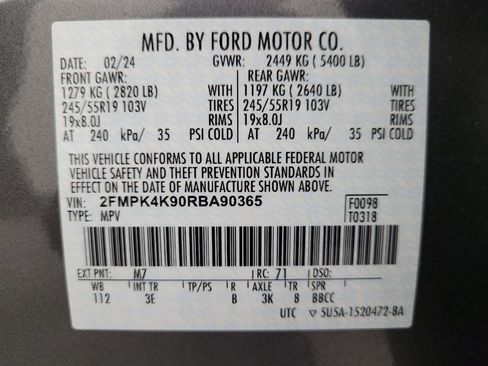 MFD. BY FORD MOTOR CO.
DATE: 02/24 GVWR: 2449 KG ( 5400 LB)
FRONT GAWR: REAR GAWR:
1279 KG ( 2820 LB) WITH 1197 KG ( 2640 LB) WITH
245/55R19 103V TIRES 245/55R19 103V TIRES
19x8.0J RIMS 19x8.0J RIMS
AT 240 kPa/ 35 PSI COLD AT 240 kPa/ 35 PSI COLD
THIS VEHICLE CONFORMS TO ALL APPLICABLE FEDERAL MOTOR
VEHICLE SAFETY AND THEFT PREVENTION STANDARDS IN
EFFECT ON THE DATE OF MANUFACTURE SHOWN ABOVE.
VIN: 2FMPK4K90RBA90365 F0098
TYPE: MPV T0318
EXT PNT: M7 RC: 71 DSO:
WB INT TR TP/PS R AXLE TR SPR
112 3E B 3K 8 BBCC
UTC ▽ SU5A-1520472-BA